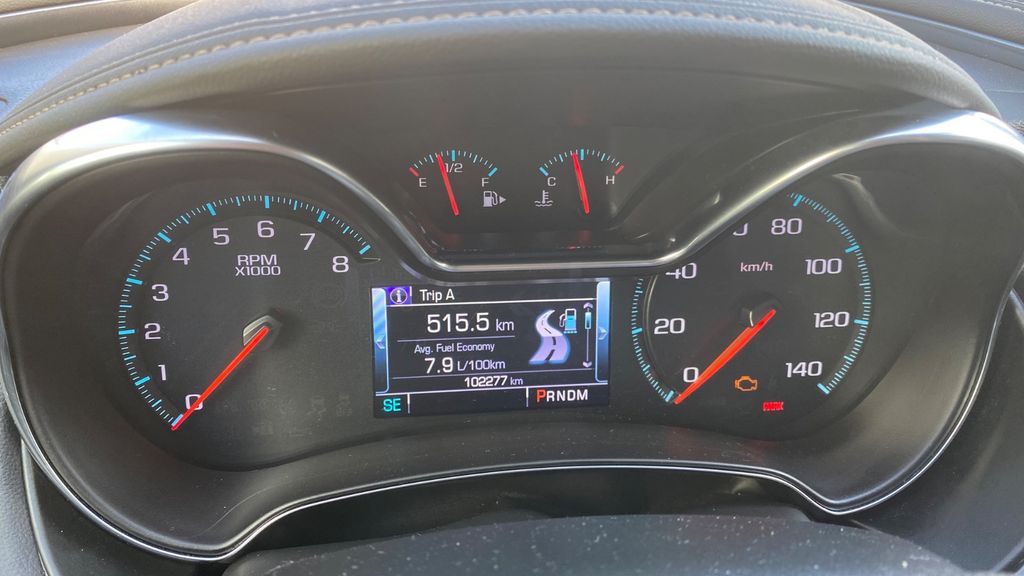 E 1/2 F
C H
RPM
X1000
0 1 2 3 4 5 6 7 8
Trip A
515.5 km
Avg. Fuel Economy
7.9 L/100km
102277 km
SE PRNDM
km/h
0 20 40 80 100 120 140
PARK